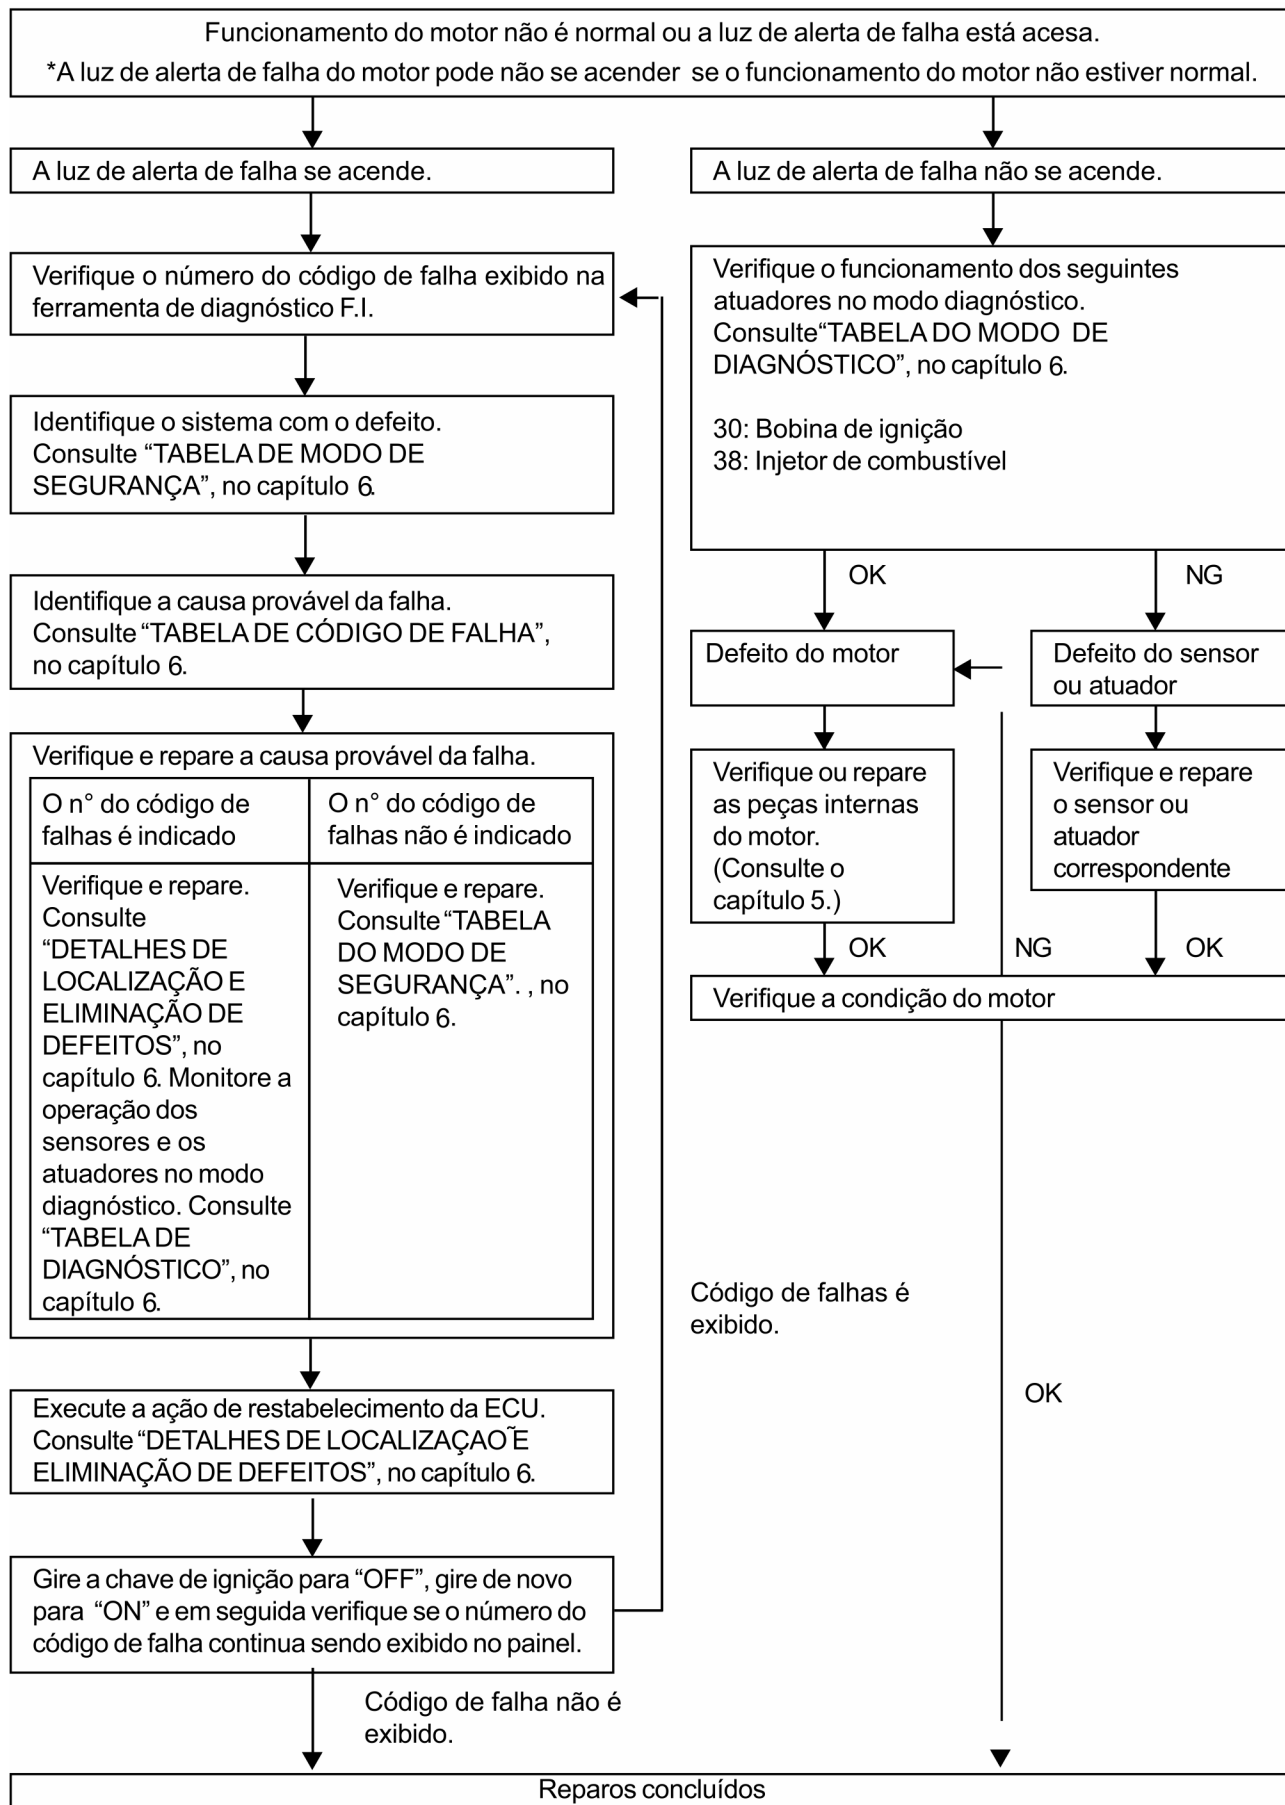 Funcionamento do motor não é normal ou a luz de alerta de falha está acesa.
*A luz de alerta de falha do motor pode não se acender se o funcionamento do motor não estiver normal.
A luz de alerta de falha se acende.
Verifique o número do código de falha exibido na
ferramenta de diagnóstico F.I.
Identifique o sistema com o defeito.
Consulte “TABELA DE MODO DE
SEGURANÇA”, no capítulo 6.
Identifique a causa provável da falha.
Consulte “TABELA DE CÓDIGO DE FALHA”,
no capítulo 6.
Verifique e repare a causa provável da falha.
O n° do código de
falhas é indicado
O n° do código de
falhas não é indicado
Verifique e repare.
Consulte
“DETALHES DE
LOCALIZAÇÃO E
ELIMINAÇÃO DE
DEFEITOS”, no
capítulo 6. Monitore a
operação dos
sensores e os
atuadores no modo
diagnóstico. Consulte
“TABELA DE
DIAGNÓSTICO”, no
capítulo 6.
Verifique e repare.
Consulte “TABELA
DO MODO DE
SEGURANÇA”. , no
capítulo 6.
Execute a ação de restabelecimento da ECU.
Consulte “DETALHES DE LOCALIZAÇAO ̃E
ELIMINAÇÃO DE DEFEITOS”, no capítulo 6.
Gire a chave de ignição para “OFF”, gire de novo
para “ON” e em seguida verifique se o número do
código de falha continua sendo exibido no painel.
Código de falha não é
exibido.
A luz de alerta de falha não se acende.
Verifique o funcionamento dos seguintes
atuadores no modo diagnóstico.
Consulte “TABELA DO MODO DE
DIAGNÓSTICO”, no capítulo 6.
30: Bobina de ignição
38: Injetor de combustível
OK
NG
Defeito do motor
Defeito do sensor
ou atuador
Verifique ou repare
as peças internas
do motor.
(Consulte o
capítulo 5.)
Verifique e repare
o sensor ou
atuador
correspondente
OK
NG
OK
Verifique a condição do motor
Código de falhas é
exibido.
OK
Reparos concluídos